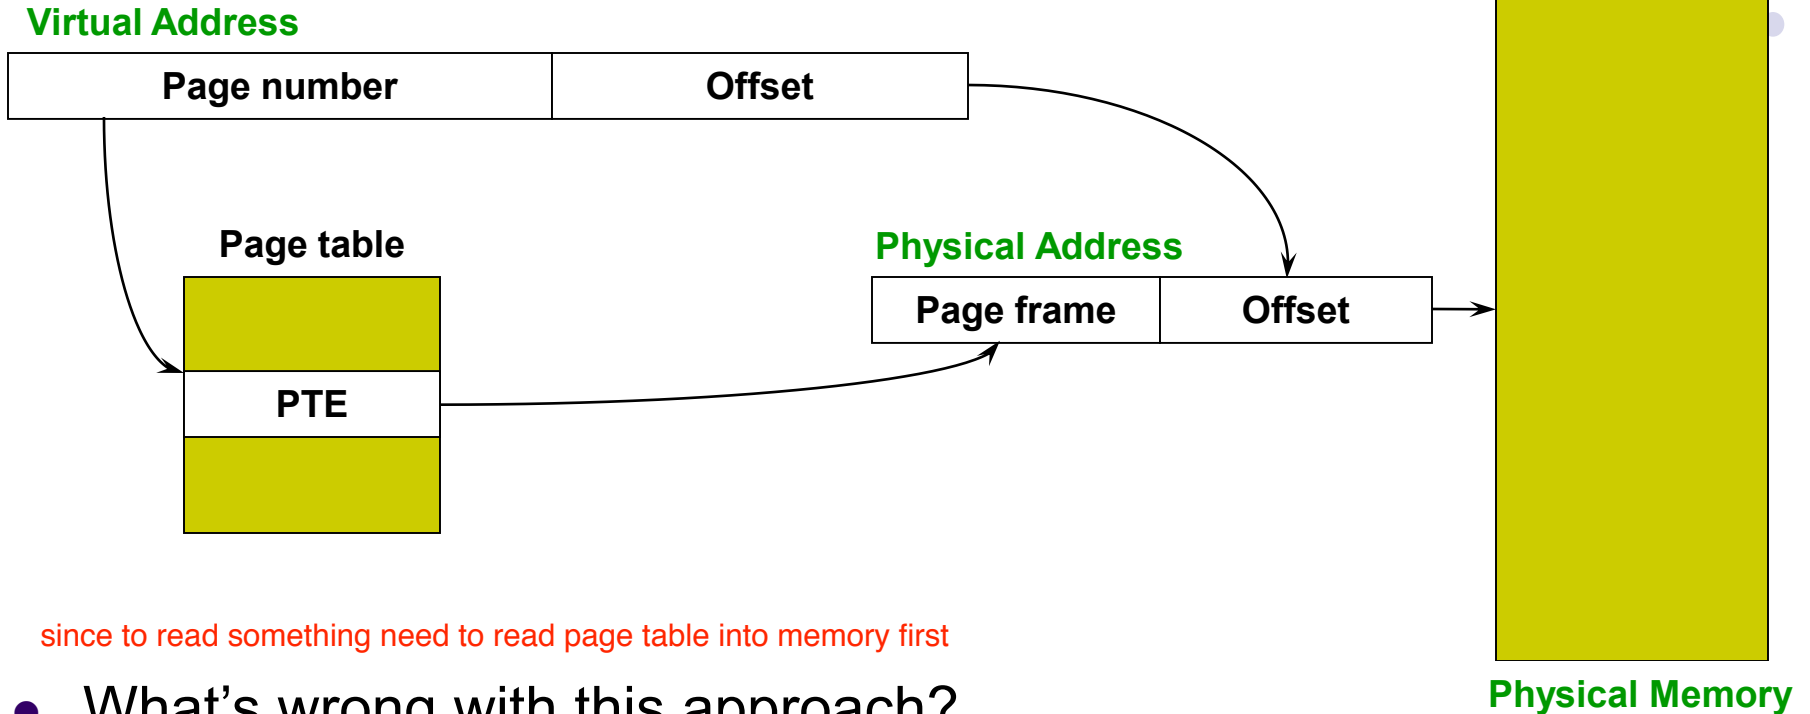 Virtual Address
Page number
Offset
Page table
Physical Address
Page frame
Offset
PTE
since to read something need to read page table into memory first
What's wrong with this approach?
Physical Memory